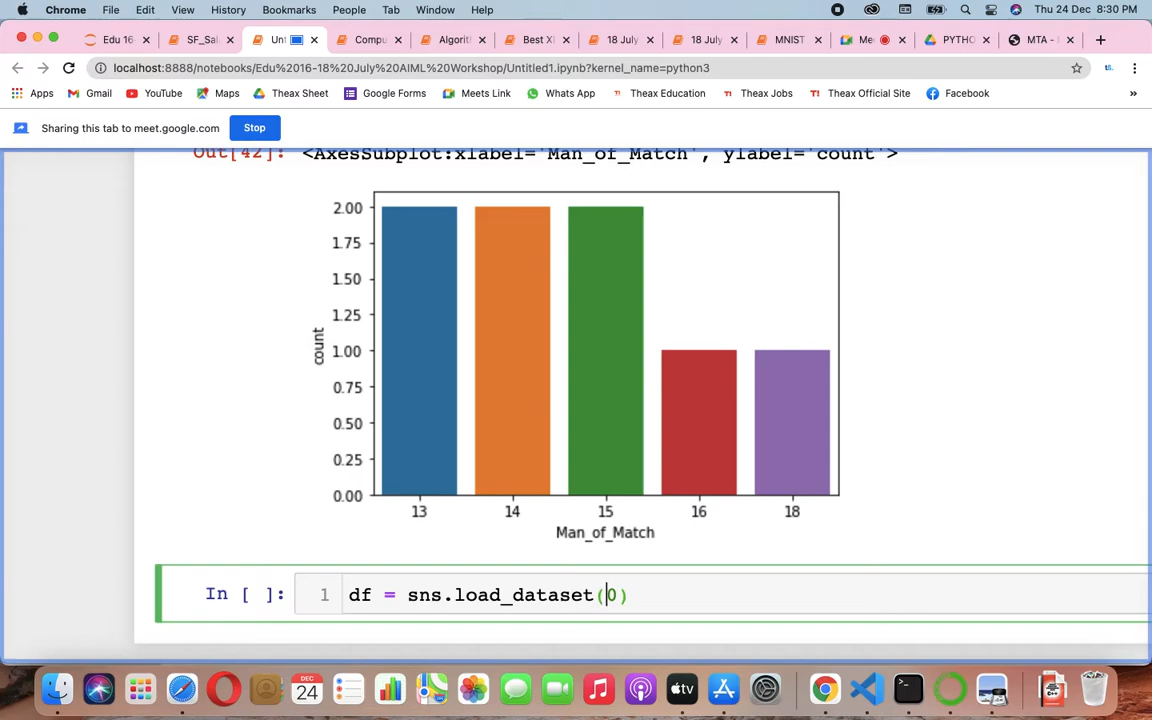 Chrome File Edit View History Bookmarks People Tab Window Help Thu 24 Dec 8:30 PM
Edu 16- SF_Sal Unt Compu Algorit Best XI 18 July 18 July MNIST Me PYTHO MTA -
localhost:8888/notebooks/Edu%2016-18%20July%20AIML%20Workshop/Untitled1.ipynb?kernel_name=python3
Apps Gmail YouTube Maps Theax Sheet Google Forms Meets Link Whats App Theax Education Theax Jobs Theax Official Site Facebook »
Sharing this tab to meet.google.com Stop
Out[42]: <AxesSubplot:xlabel='Man_of_Match', ylabel='count'>
2.00
1.75
1.50
1.25
1.00
0.75
0.50
0.25
0.00
count
13 14 15 16 18
Man_of_Match
In [ ]: 1 df = sns.load_dataset(0)
DEC
24
tv